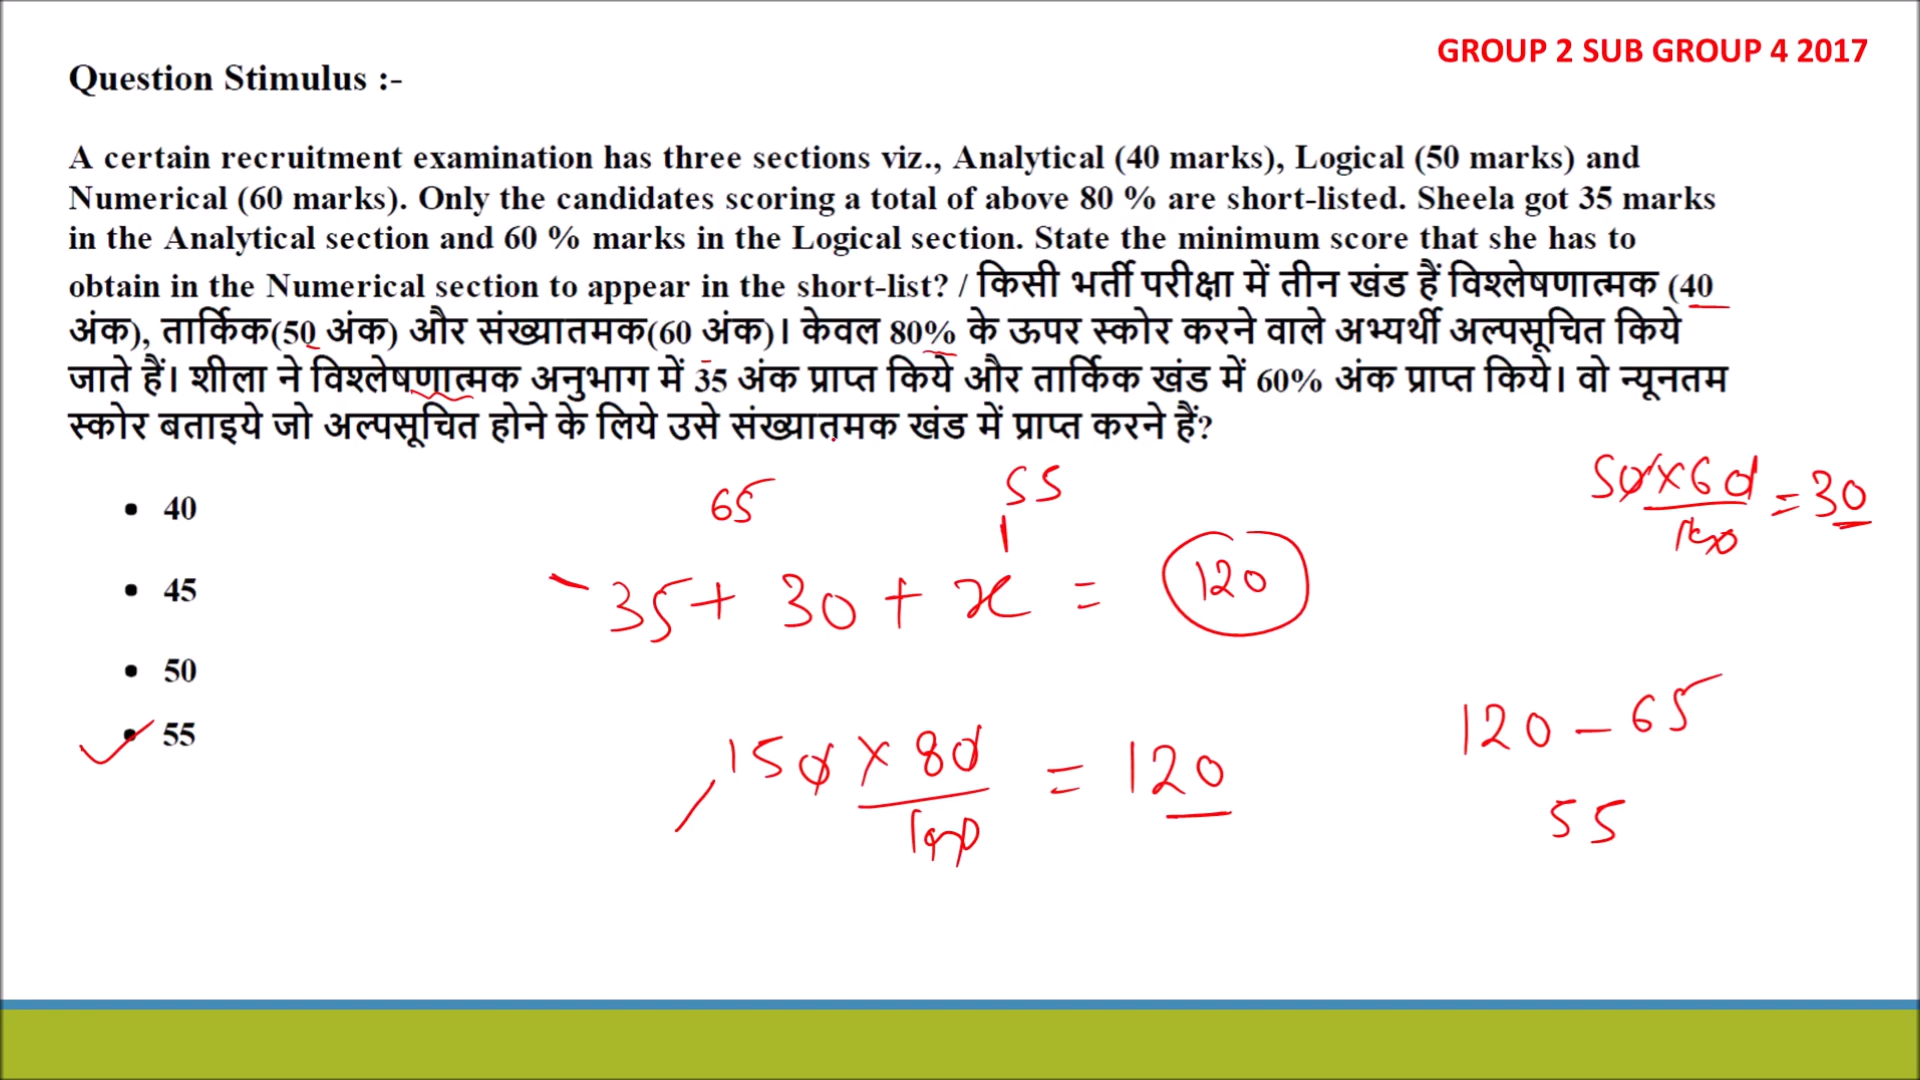 GROUP 2 SUB GROUP 4 2017
Question Stimulus :-
A certain recruitment examination has three sections viz., Analytical (40 marks), Logical (50 marks) and
Numerical (60 marks). Only the candidates scoring a total of above 80 % are short-listed. Sheela got 35 marks
in the Analytical section and 60 % marks in the Logical section. State the minimum score that she has to
obtain in the Numerical section to appear in the short-list? / किसी भर्ती परीक्षा में तीन खंड हैं विश्लेषणात्मक (40
अंक), तार्किक(50 अंक) और संख्यातमक(60 अंक)। केवल 80% के ऊपर स्कोर करने वाले अभ्यर्थी अल्पसूचित किये
जाते हैं। शीला ने विश्लेषणात्मक अनुभाग में 35 अंक प्राप्त किये और तार्किक खंड में 60% अंक प्राप्त किये। वो न्यूनतम
स्कोर बताइये जो अल्पसूचित होने के लिये उसे संख्यातमक खंड में प्राप्त करने हैं?
• 40
• 45
• 50
• 55
65 55
35 + 30 + x = 120
150 × 80 = 120
100
50 × 60 = 30
100
120 - 65
55